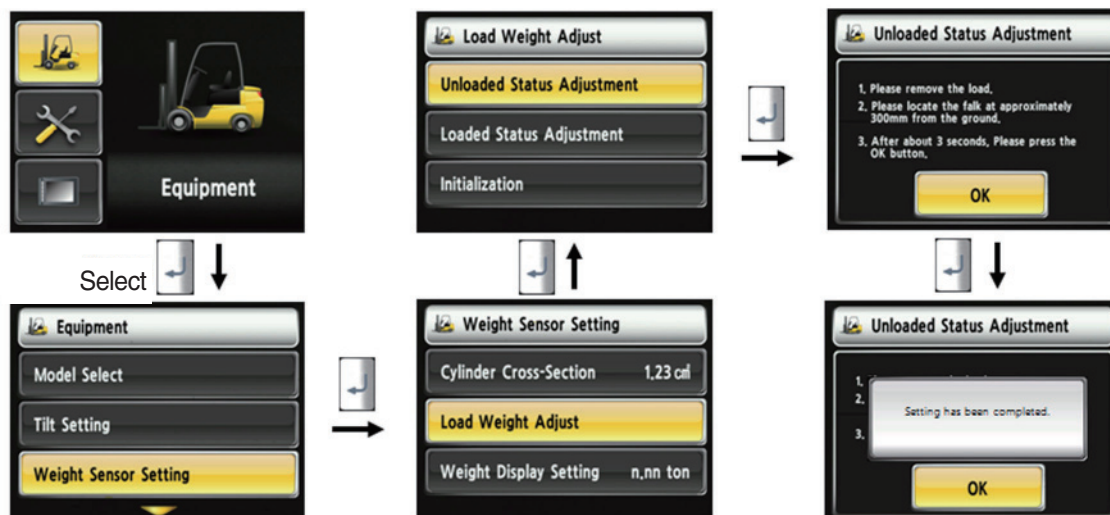 Equipment
Select
Equipment
Model Select
Tilt Setting
Weight Sensor Setting
Weight Sensor Setting
Cylinder Cross-Section 1.23 ㎠
Load Weight Adjust
Weight Display Setting n.nn ton
Load Weight Adjust
Unloaded Status Adjustment
Loaded Status Adjustment
Initialization
Unloaded Status Adjustment
1. Please remove the load.
2. Please locate the falk at approximately
300mm from the ground.
3. After about 3 seconds, Please press the
OK button.
OK
Unloaded Status Adjustment
1.
2.
3.
Setting has been completed.
OK